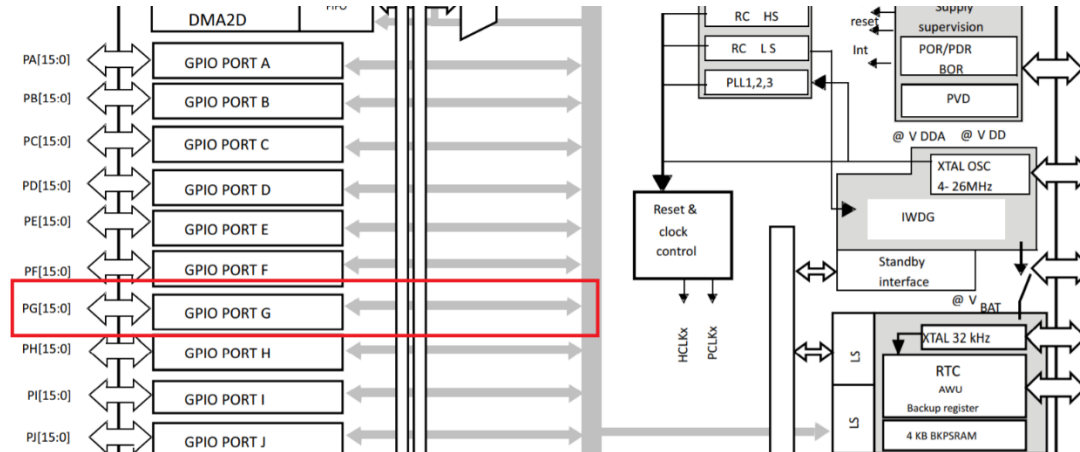 DMA2D
FIFO
PA[15:0]
GPIO PORT A
PB[15:0]
GPIO PORT B
PC[15:0]
GPIO PORT C
PD[15:0]
GPIO PORT D
PE[15:0]
GPIO PORT E
PF[15:0]
GPIO PORT F
PG[15:0]
GPIO PORT G
PH[15:0]
GPIO PORT H
PI[15:0]
GPIO PORT I
PJ[15:0]
GPIO PORT J
RC HS
RC L S
PLL1,2,3
Reset &
clock
control
HCLKx
PCLKx
reset
Int
Supply
supervision
POR/PDR
BOR
PVD
@ V DDA @ V DD
XTAL OSC
4- 26MHz
IWDG
Standby
interface
@ V BAT
LS
LS
XTAL 32 kHz
RTC
AWU
Backup register
4 KB BKPSRAM